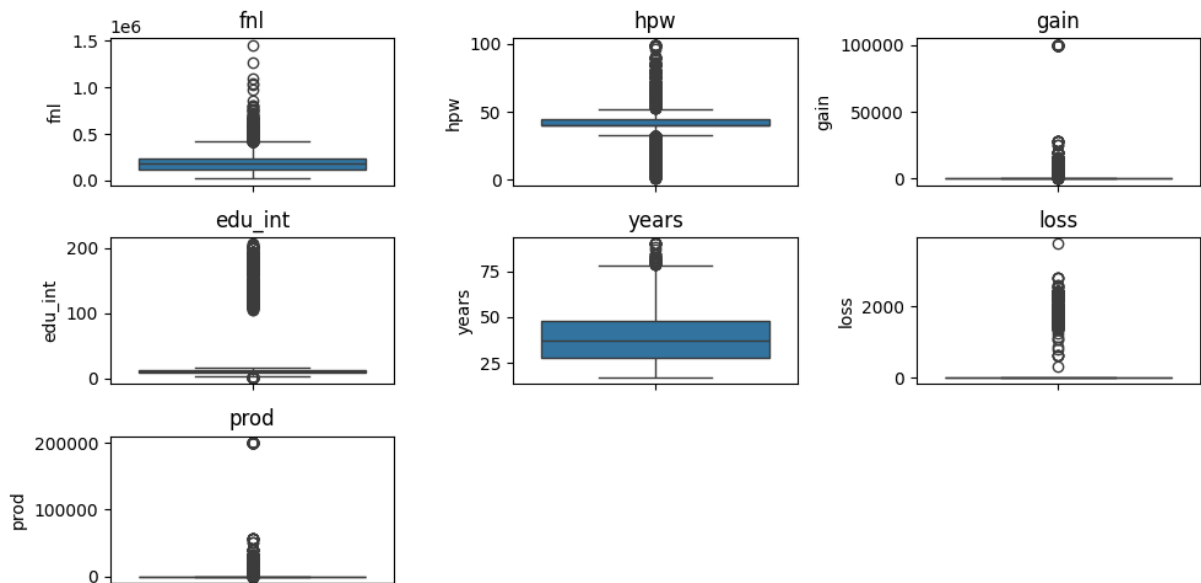 fnl
1e6
fnl
1.5
1.0
0.5
0.0
hpw
hpw
100
50
0
gain
gain
100000
50000
0
edu_int
edu_int
200
100
0
years
years
75
50
25
loss
loss
2000
0
prod
prod
200000
100000
0